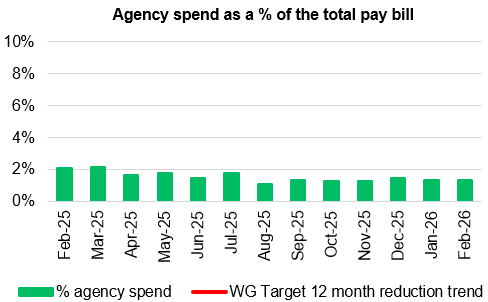 Agency spend as a % of the total pay bill
10%
8%
6%
4%
2%
0%
Feb-25
Mar-25
Apr-25
May-25
Jun-25
Jul-25
Aug-25
Sep-25
Oct-25
Nov-25
Dec-25
Jan-26
Feb-26
% agency spend
WG Target 12 month reduction trend